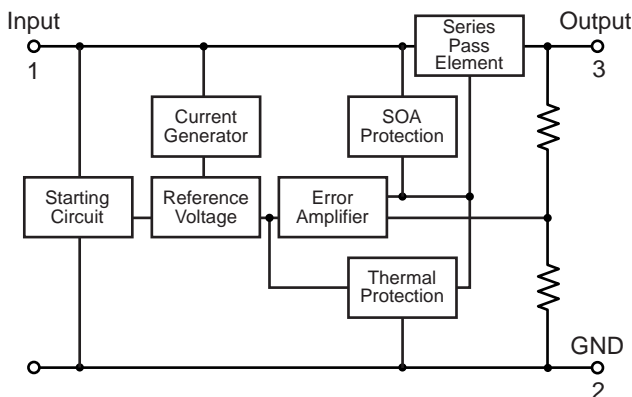 Input
1
Series
Pass
Element
Output
3
Current
Generator
SOA
Protection
Starting
Circuit
Reference
Voltage
Error
Amplifier
Thermal
Protection
GND
2